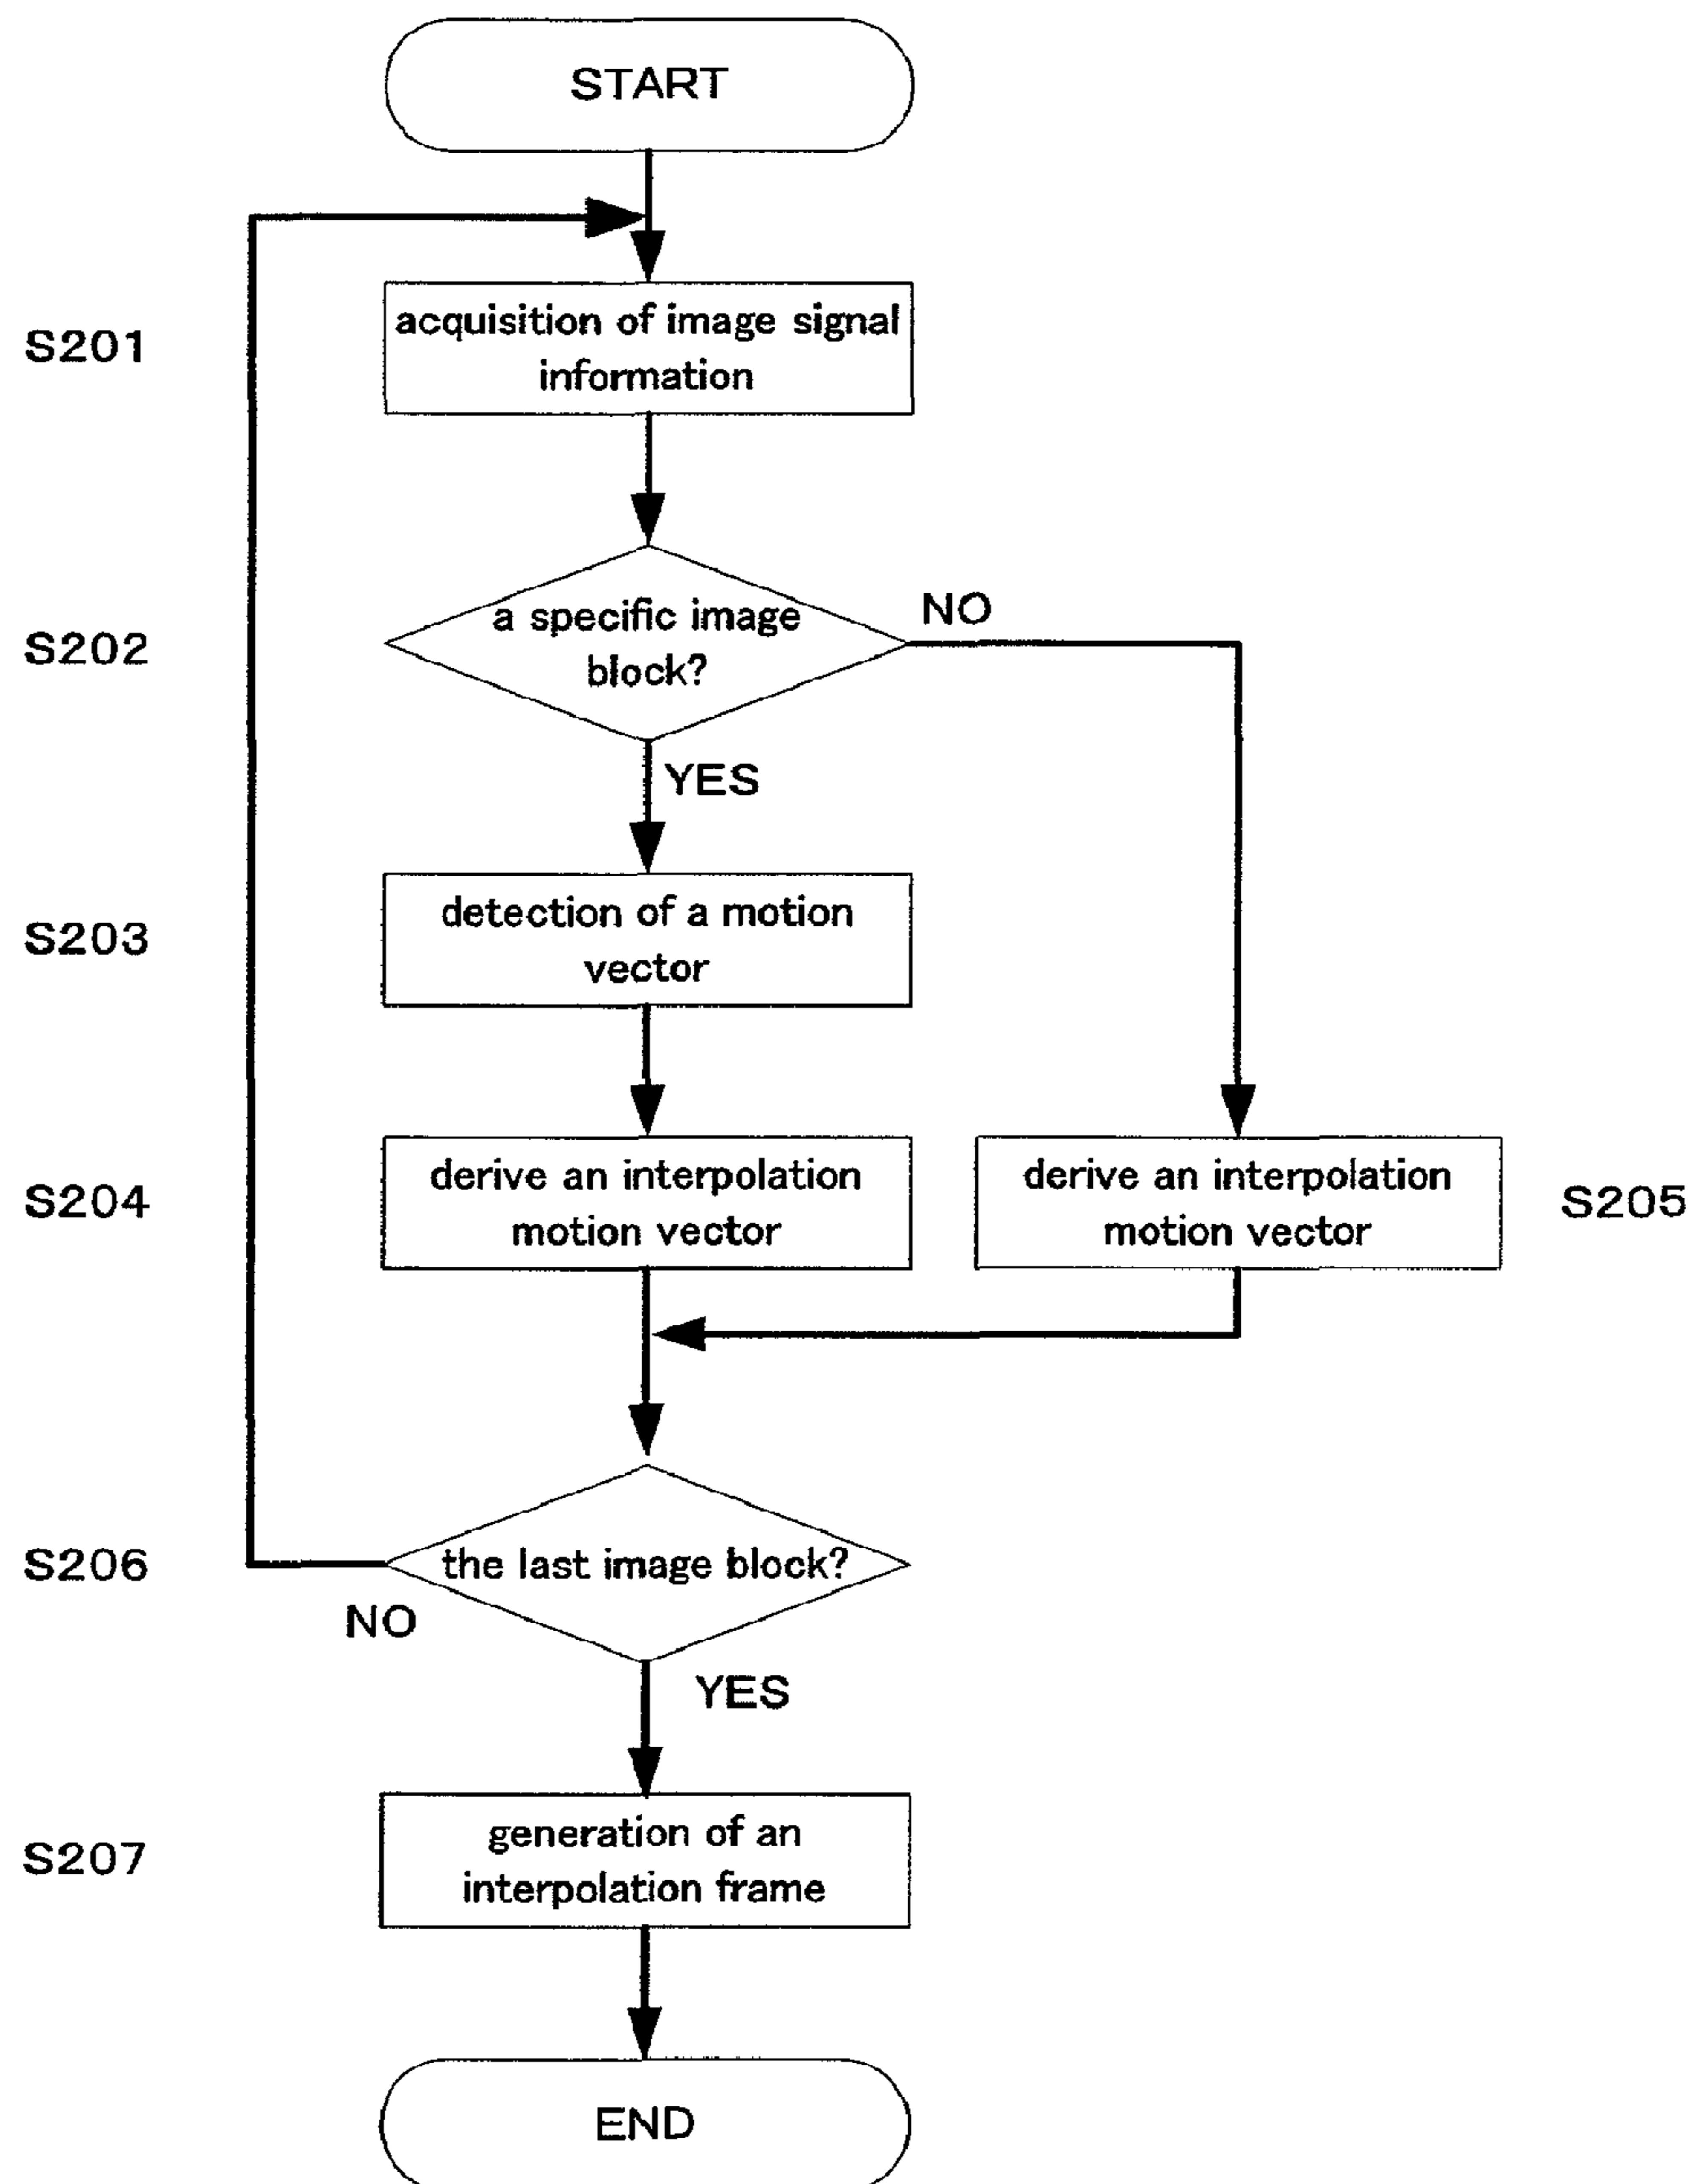 START
S201
acquisition of image signal
information
S202
a specific image
block?
NO
YES
S203
detection of a motion
vector
S204
derive an interpolation
motion vector
derive an interpolation
motion vector
S205
S206
the last image block?
NO
YES
S207
generation of an
interpolation frame
END